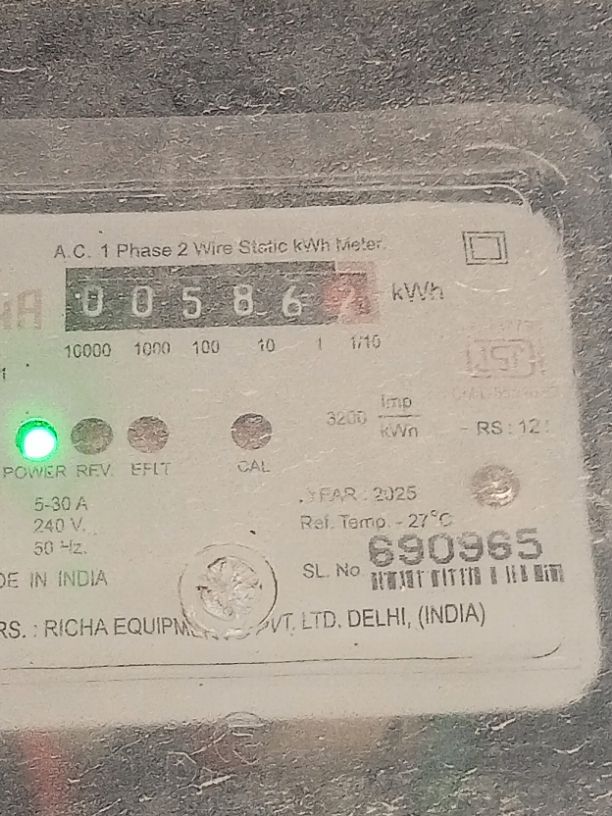 A.C. 1 Phase 2 Wire Static kWh Meter.
0 0 5 8 6 2 kWh
10000 1000 100 10 1 1/10
3200 Imp
kWh
RS : 12
POWER REV. EFLT CAL
5-30 A
240 V.
50 Hz.
YEAR : 2025
Ref. Temp. - 27°C
SL. No. 690965
DE IN INDIA
RS. : RICHA EQUIPM PVT. LTD. DELHI, (INDIA)